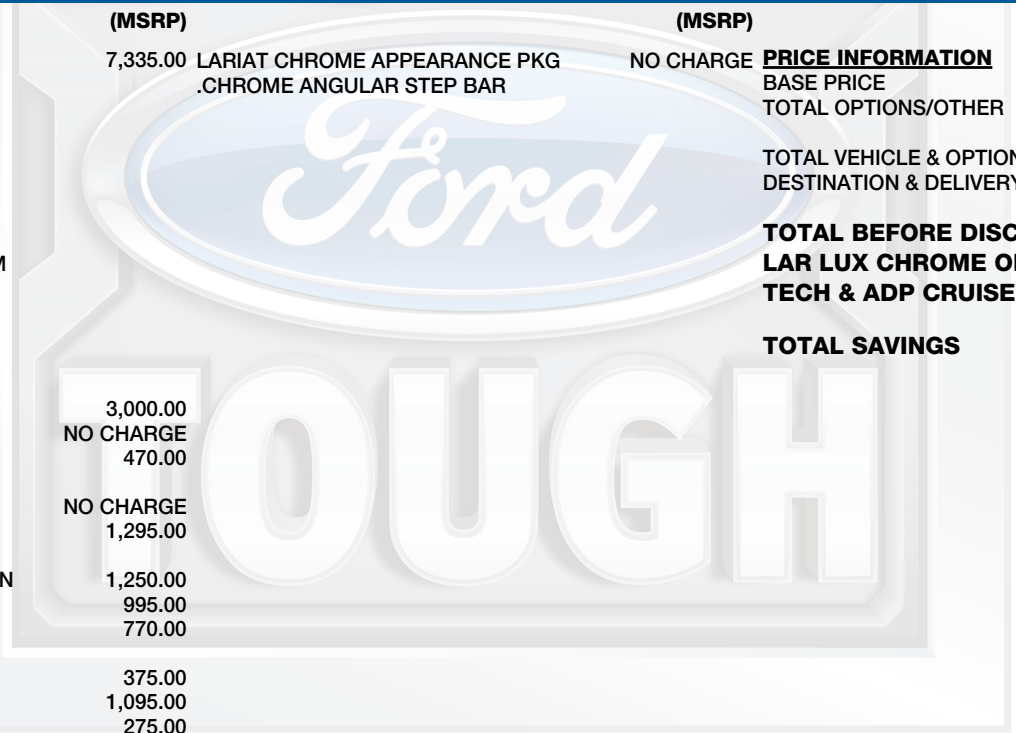 (MSRP)
7,335.00
M
3,000.00
NO CHARGE
470.00
NO CHARGE
1,295.00
N 1,250.00
995.00
770.00
375.00
1,095.00
275.00
LARIAT CHROME APPEARANCE PKG
.CHROME ANGULAR STEP BAR
(MSRP)
NO CHARGE
PRICE INFORMATION
BASE PRICE
TOTAL OPTIONS/OTHER
TOTAL VEHICLE & OPTION
DESTINATION & DELIVERY
TOTAL BEFORE DISC
LAR LUX CHROME O
TECH & ADP CRUISE
TOTAL SAVINGS
Ford
TOUGH